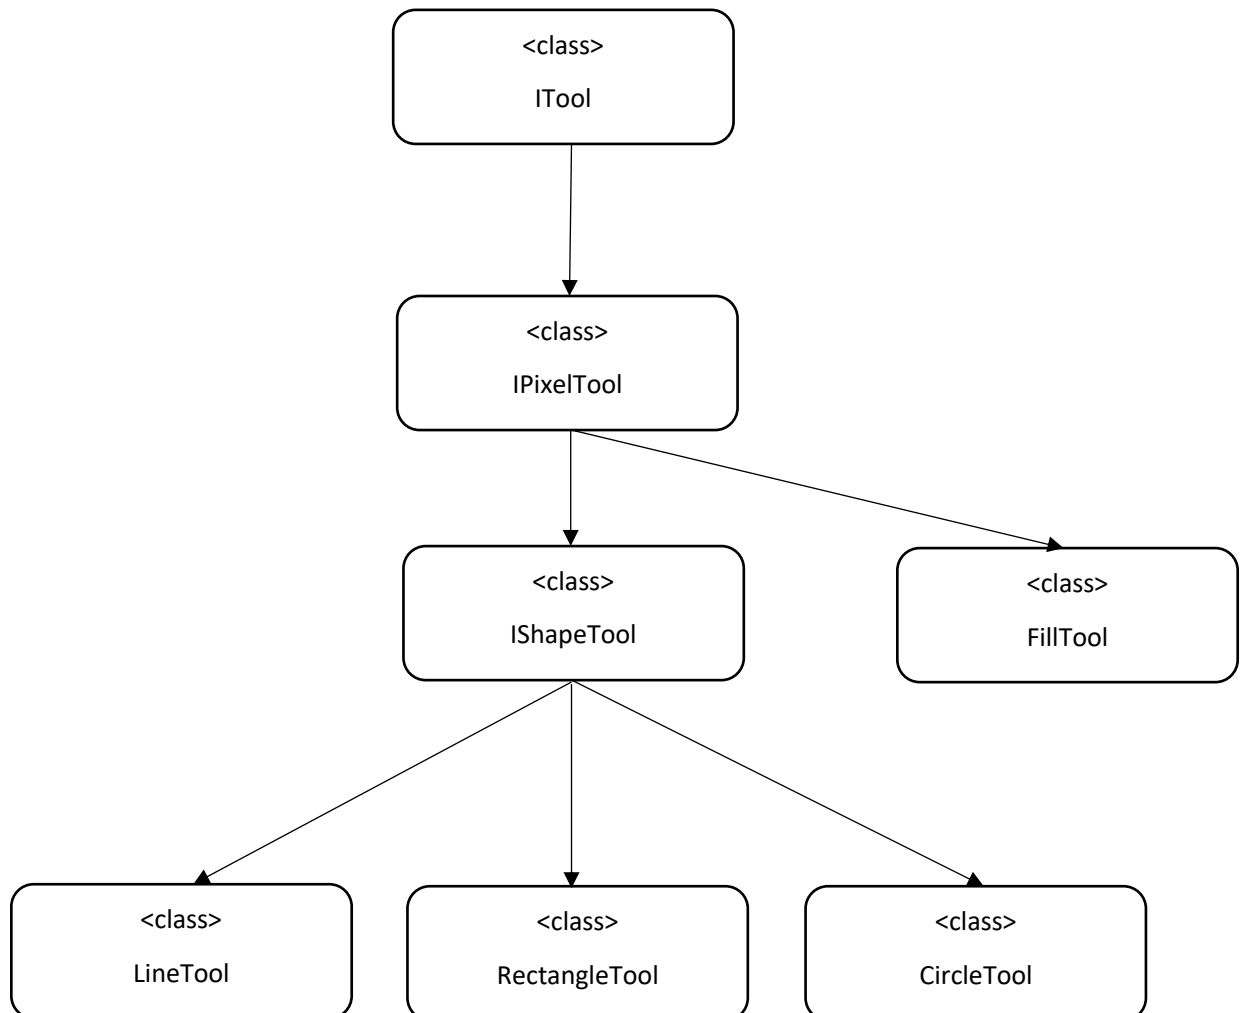 <class>
ITool
<class>
IPixelTool
<class>
IShapeTool
<class>
FillTool
<class>
LineTool
<class>
RectangleTool
<class>
CircleTool